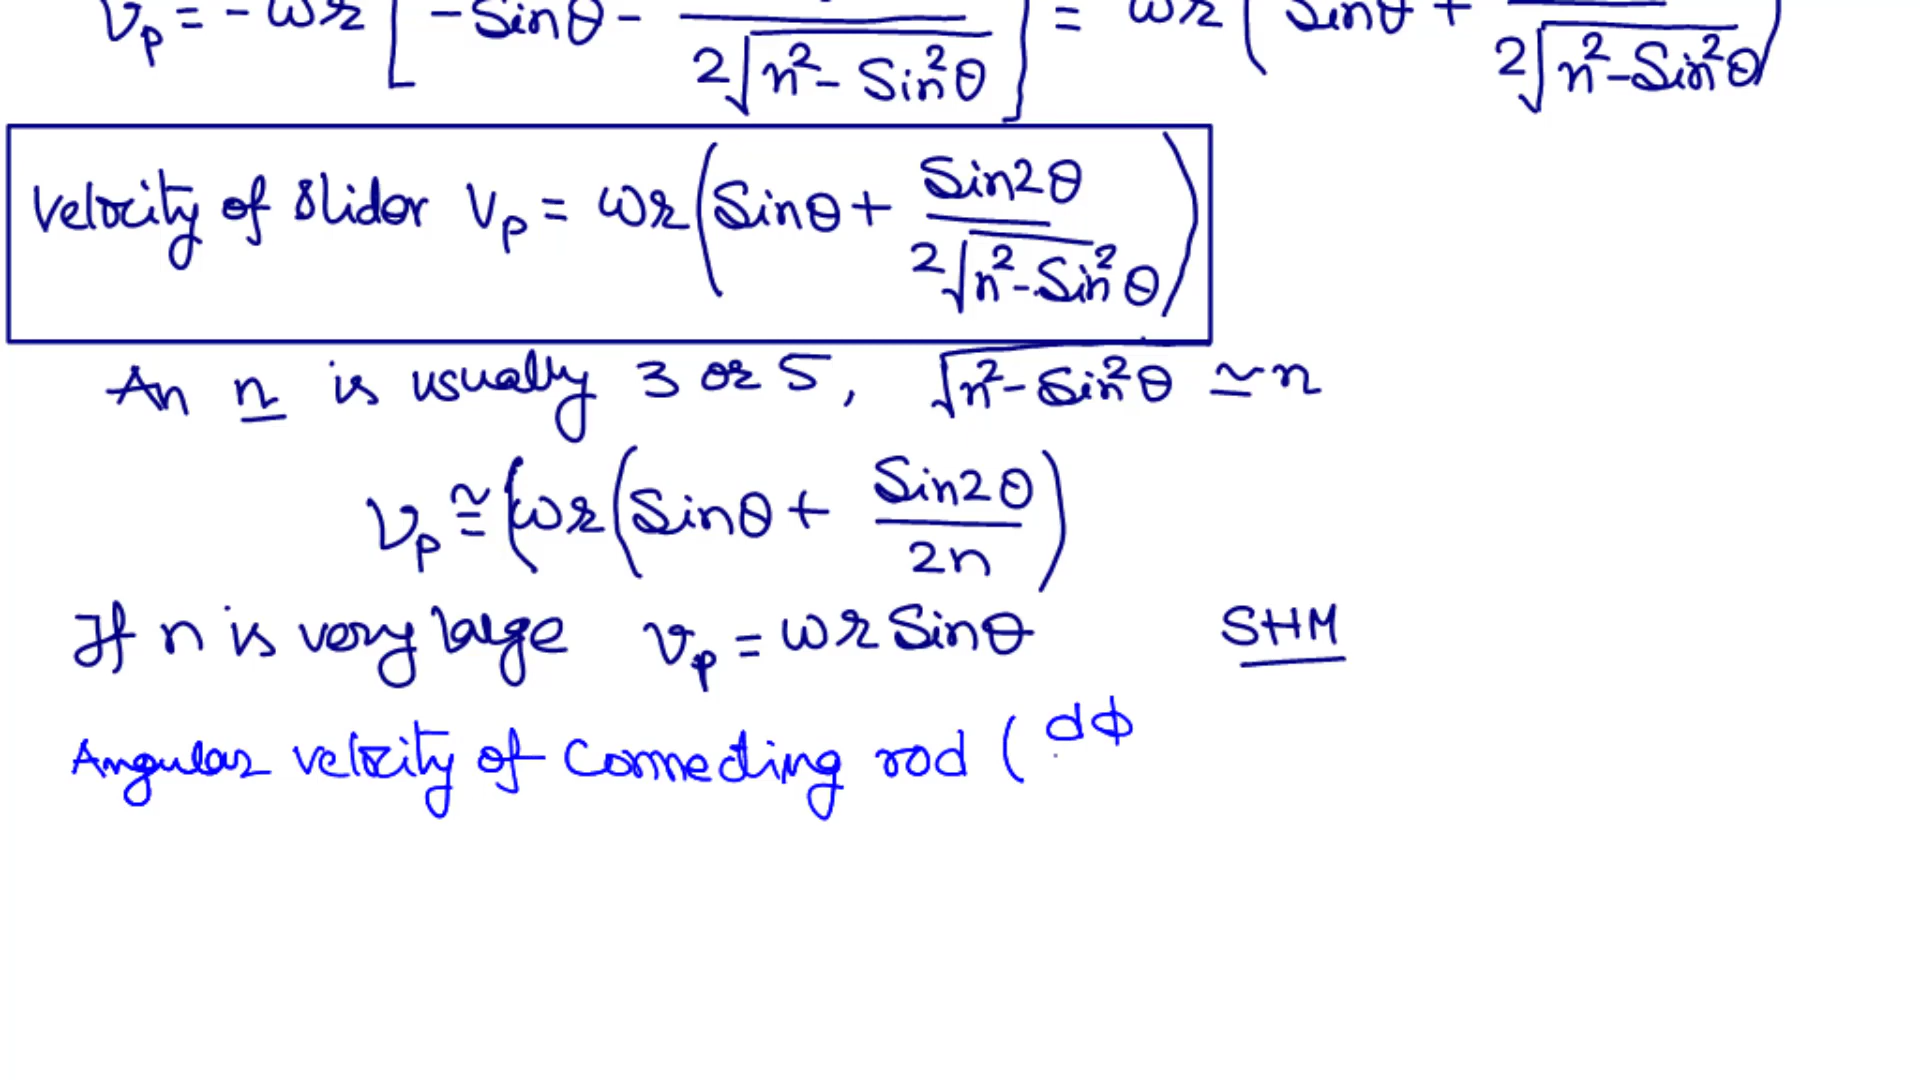 Vp = - ωr [ - Sinθ - / 2√(n² - Sin²θ) ] = ωr ( Sinθ + / 2√(n² - Sin²θ) )
Velocity of Slider Vp = ωr ( Sinθ + Sin2θ / 2√(n² - Sin²θ) )
An n is usually 3 or 5, √(n² - Sin²θ) ≃ n
Vp ≅ ( ωr ( Sinθ + Sin2θ / 2n )
If n is very large vp = ωr Sinθ SHM
Angular velocity of Connecting rod ( dϕ